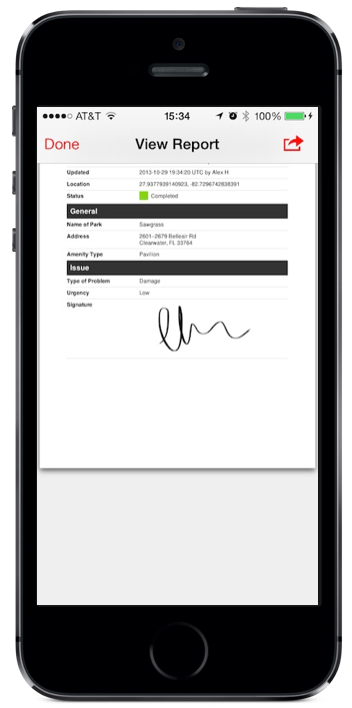 AT&T 15:34 100%
Done View Report
Updated 2013-10-29 19:34:20 UTC by Alex H
Location 27.9377939140923, -82.7296742838391
Status Completed
General
Name of Park Sawgrass
Address 2601-2679 Belleair Rd
Clearwater, FL 33764
Amenity Type Pavilion
Issue
Type of Problem Damage
Urgency Low
Signature